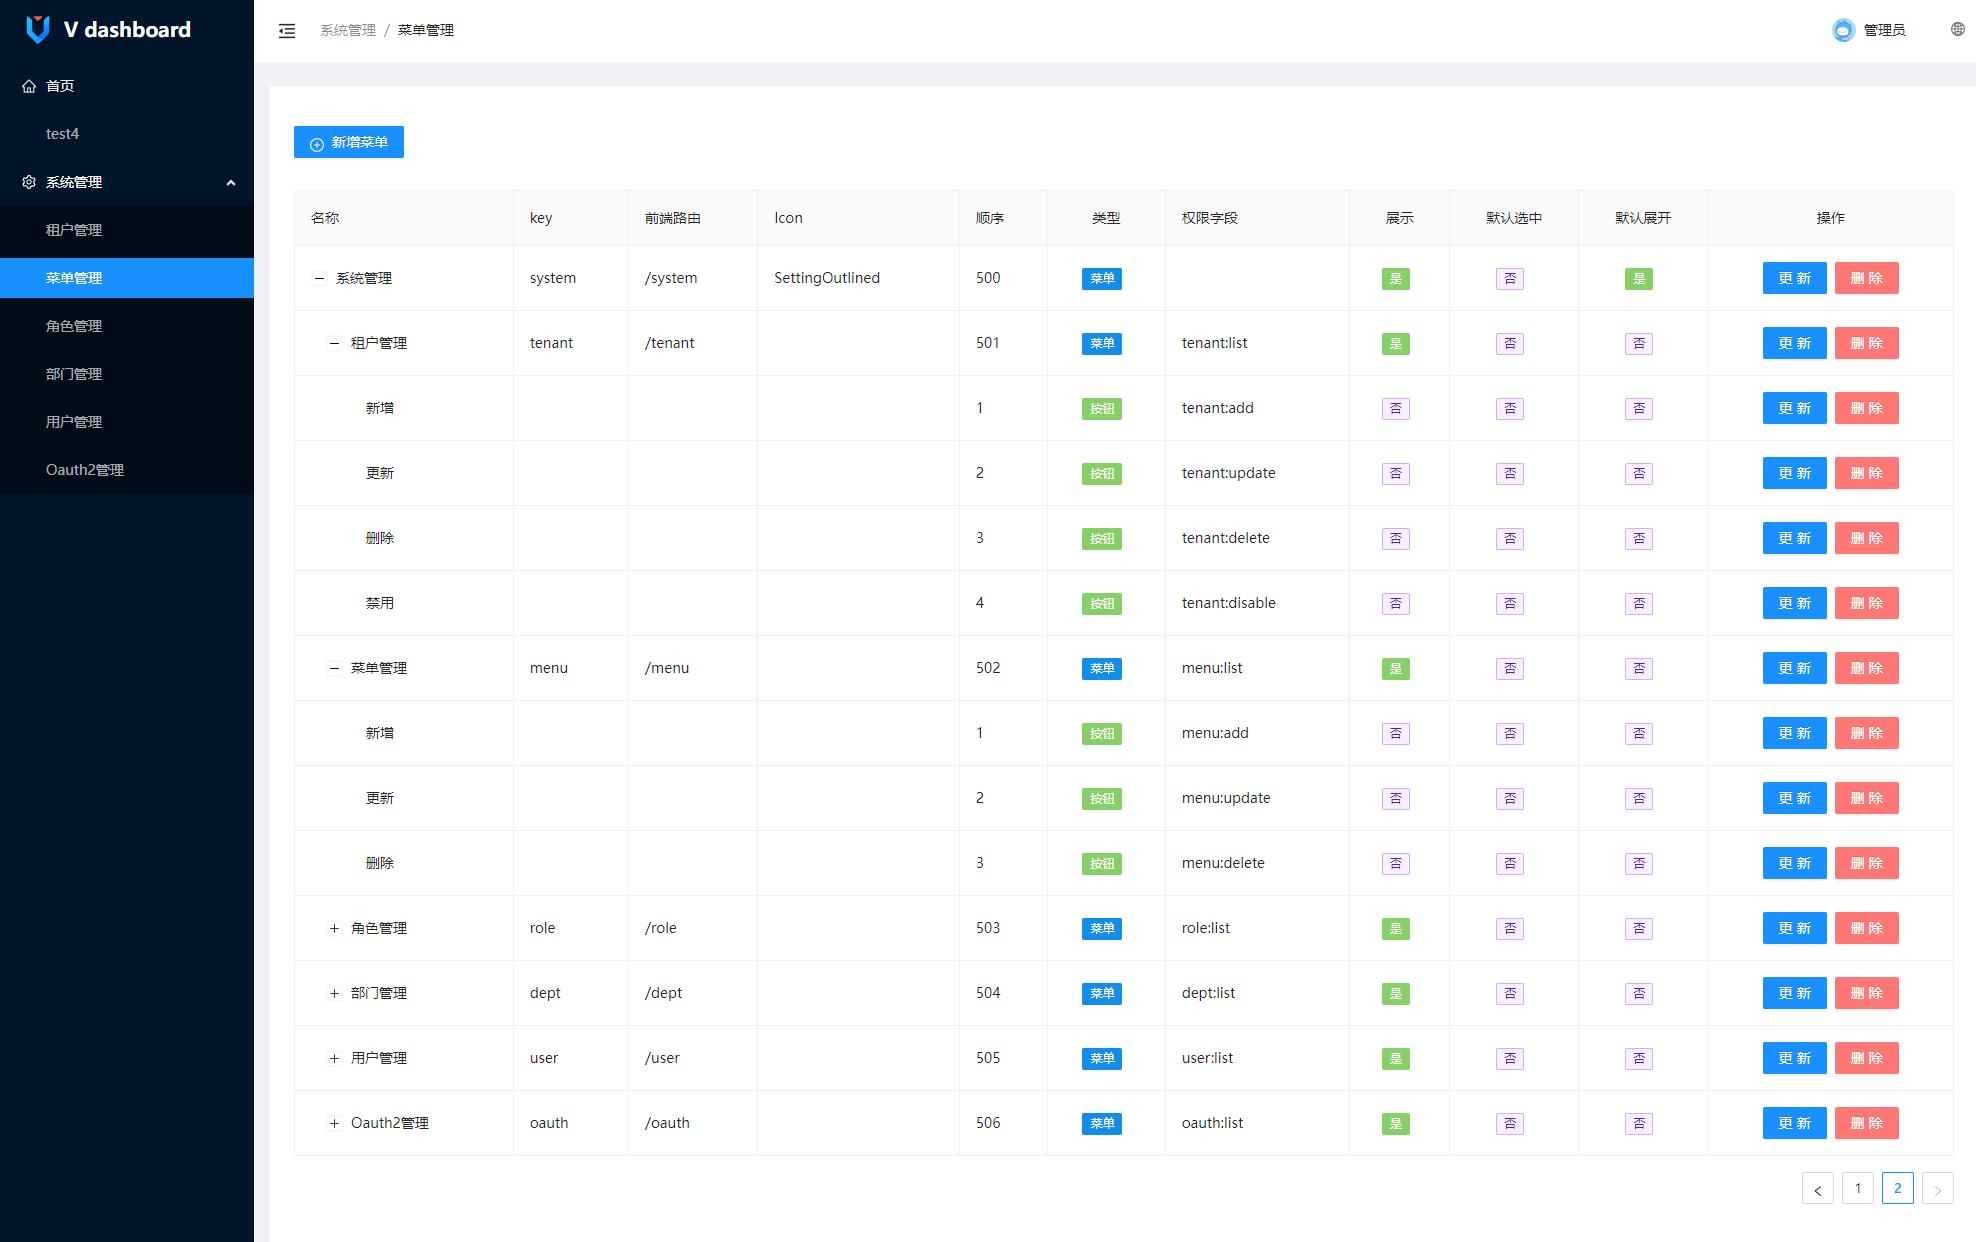 V dashboard
首页
test4
系统管理
租户管理
菜单管理
角色管理
部门管理
用户管理
Oauth2管理
系统管理 / 菜单管理
管理员
新增菜单
名称 key 前端路由 Icon 顺序 类型 权限字段 展示 默认选中 默认展开 操作
系统管理 system /system SettingOutlined 500 菜单 是 否 是 更 新 删 除
租户管理 tenant /tenant 501 菜单 tenant:list 是 否 否 更 新 删 除
新增 1 按钮 tenant:add 否 否 否 更 新 删 除
更新 2 按钮 tenant:update 否 否 否 更 新 删 除
删除 3 按钮 tenant:delete 否 否 否 更 新 删 除
禁用 4 按钮 tenant:disable 否 否 否 更 新 删 除
菜单管理 menu /menu 502 菜单 menu:list 是 否 否 更 新 删 除
新增 1 按钮 menu:add 否 否 否 更 新 删 除
更新 2 按钮 menu:update 否 否 否 更 新 删 除
删除 3 按钮 menu:delete 否 否 否 更 新 删 除
角色管理 role /role 503 菜单 role:list 是 否 否 更 新 删 除
部门管理 dept /dept 504 菜单 dept:list 是 否 否 更 新 删 除
用户管理 user /user 505 菜单 user:list 是 否 否 更 新 删 除
Oauth2管理 oauth /oauth 506 菜单 oauth:list 是 否 否 更 新 删 除
< 1 2 >